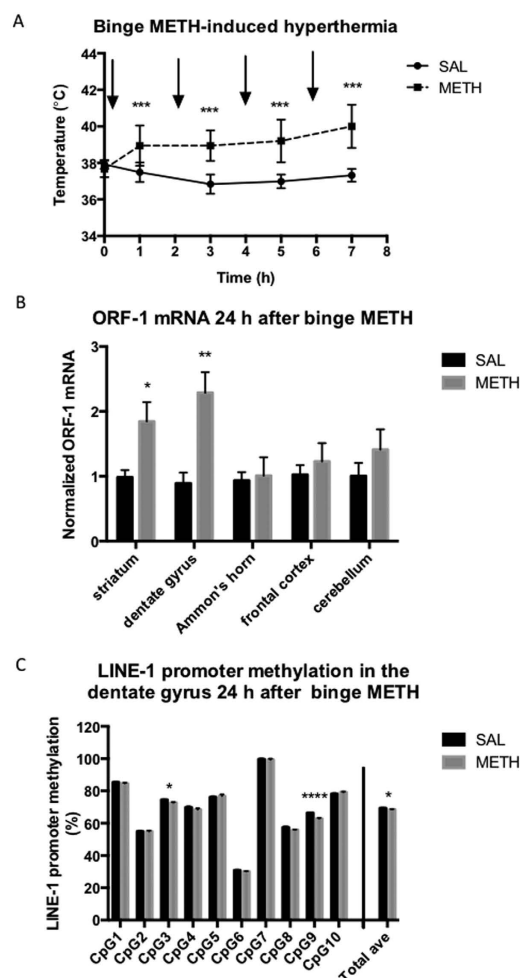 A
Binge METH-induced hyperthermia
44
42
40
38
36
34
Temperature (°C)
*** *** *** ***
SAL
METH
0 1 2 3 4 5 6 7 8
Time (h)
B
ORF-1 mRNA 24 h after binge METH
3
2
1
0
Normalized ORF-1 mRNA
* **
SAL
METH
striatum
dentate gyrus
Ammon's horn
frontal cortex
cerebellum
C
LINE-1 promoter methylation in the
dentate gyrus 24 h after binge METH
120
100
80
60
40
20
0
LINE-1 promoter methylation
(%)
* **** *
SAL
METH
CpG1
CpG2
CpG3
CpG4
CpG5
CpG6
CpG7
CpG8
CpG9
CpG10
Total ave